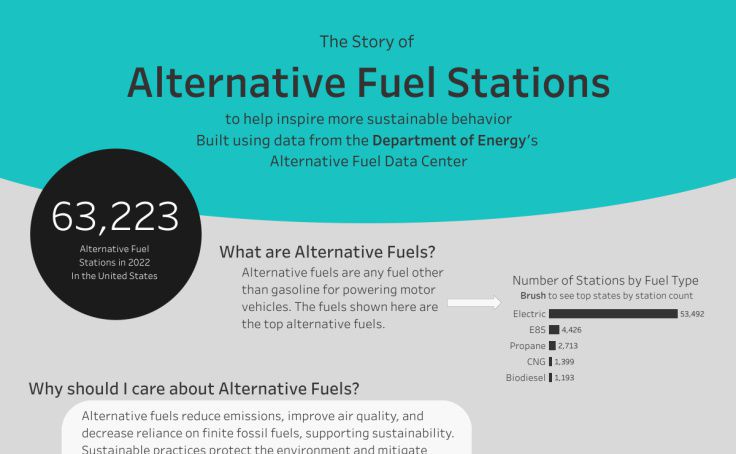 The Story of
Alternative Fuel Stations
to help inspire more sustainable behavior
Built using data from the Department of Energy's
Alternative Fuel Data Center
63,223
Alternative Fuel
Stations in 2022
In the United States
What are Alternative Fuels?
Alternative fuels are any fuel other
than gasoline for powering motor
vehicles. The fuels shown here are
the top alternative fuels.
Number of Stations by Fuel Type
Brush to see top states by station count
Electric 53,492
E85 4,426
Propane 2,713
CNG 1,399
Biodiesel 1,193
Why should I care about Alternative Fuels?
Alternative fuels reduce emissions, improve air quality, and
decrease reliance on finite fossil fuels, supporting sustainability.
Sustainable practices protect the environment and mitigate